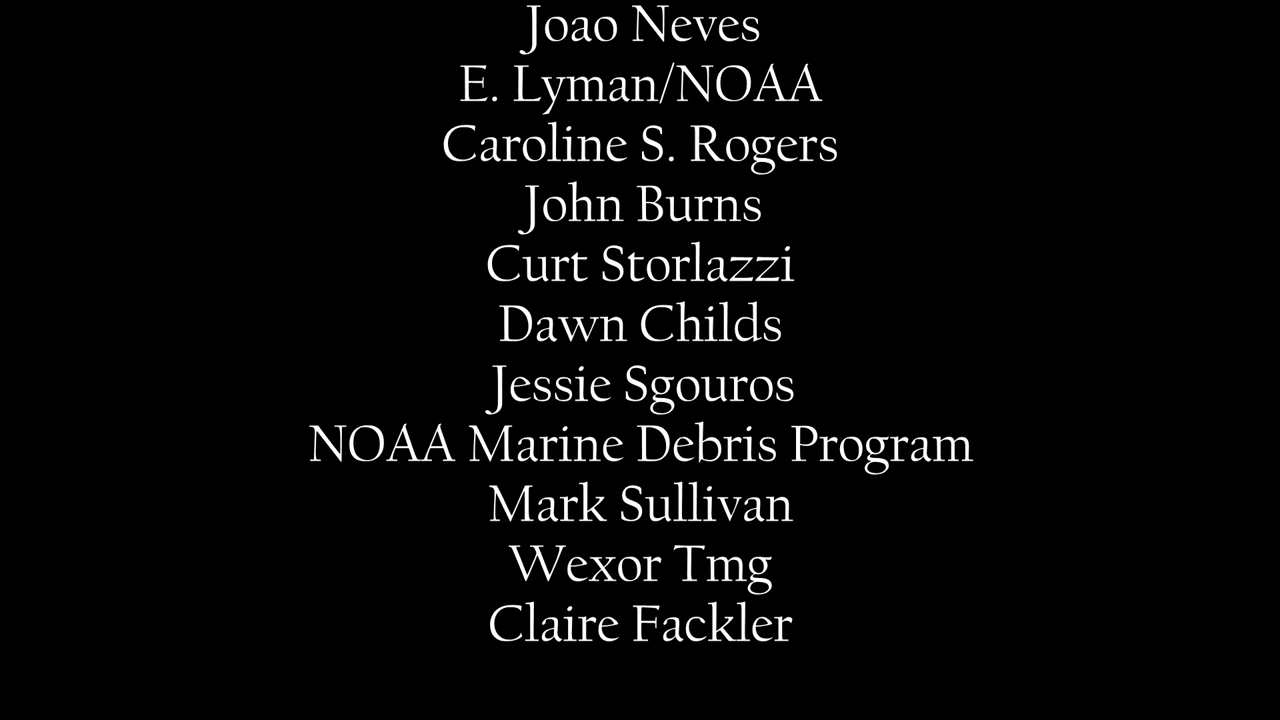 Joao Neves
E. Lyman/NOAA
Caroline S. Rogers
John Burns
Curt Storlazzi
Dawn Childs
Jessie Sgouros
NOAA Marine Debris Program
Mark Sullivan
Wexor Tmg
Claire Fackler